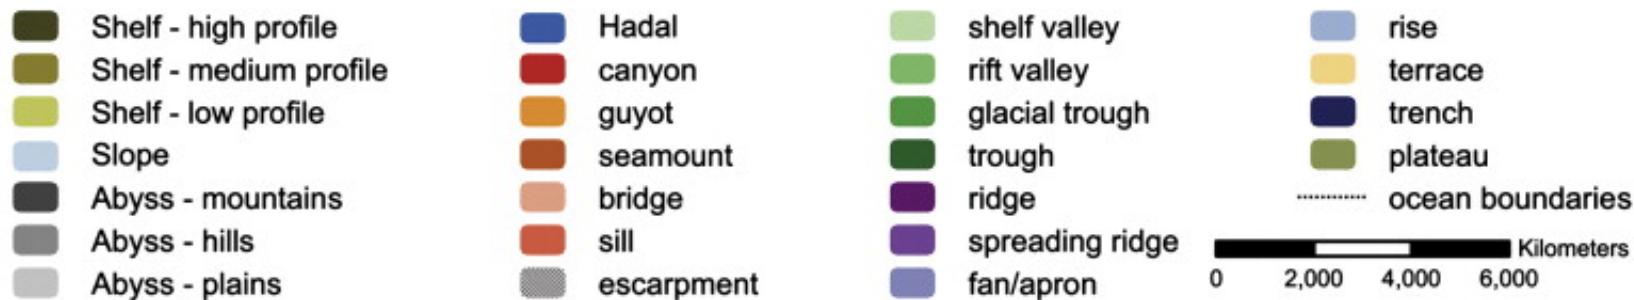 Shelf - high profile
Shelf - medium profile
Shelf - low profile
Slope
Abyss - mountains
Abyss - hills
Abyss - plains
Hadal
canyon
guyot
seamount
bridge
sill
escarpment
shelf valley
rift valley
glacial trough
trough
ridge
spreading ridge
fan/apron
rise
terrace
trench
plateau
ocean boundaries
Kilometers
0 2,000 4,000 6,000